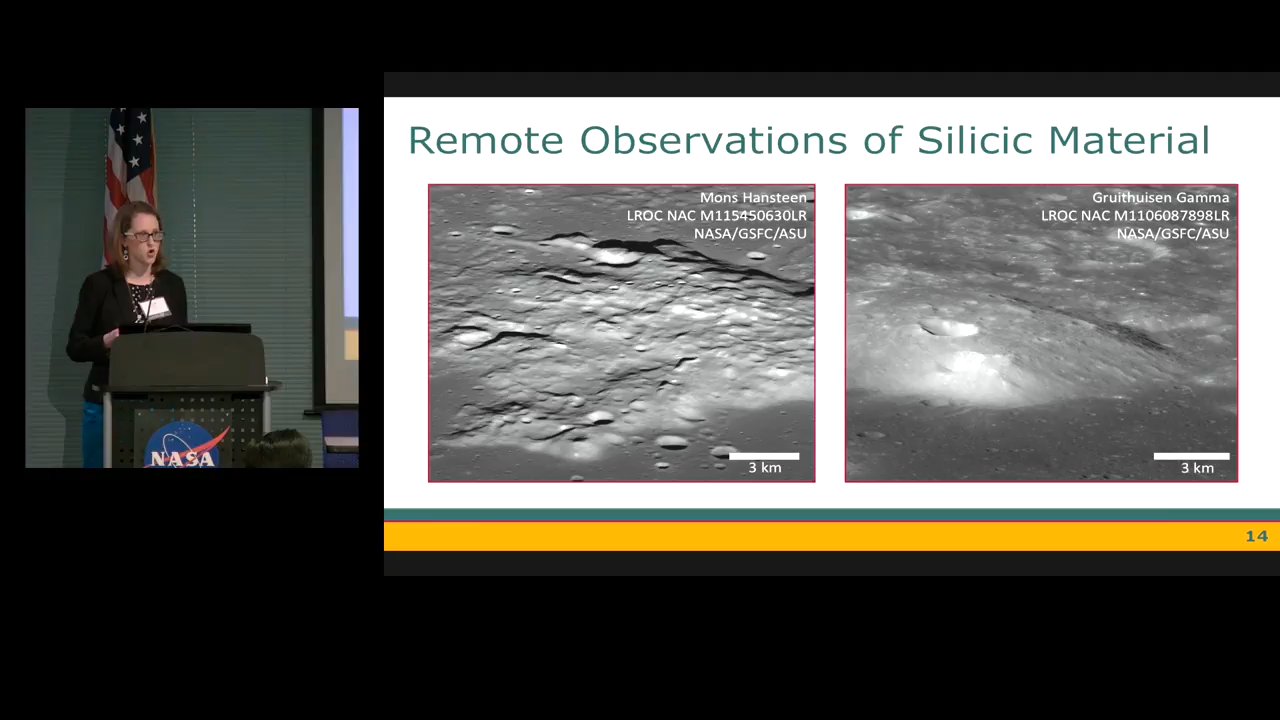 Remote Observations of Silicic Material
Mons Hansteen
LROC NAC M115450630LR
NASA/GSFC/ASU
3 km
Gruithuisen Gamma
LROC NAC M1106087898LR
NASA/GSFC/ASU
3 km
14
NASA